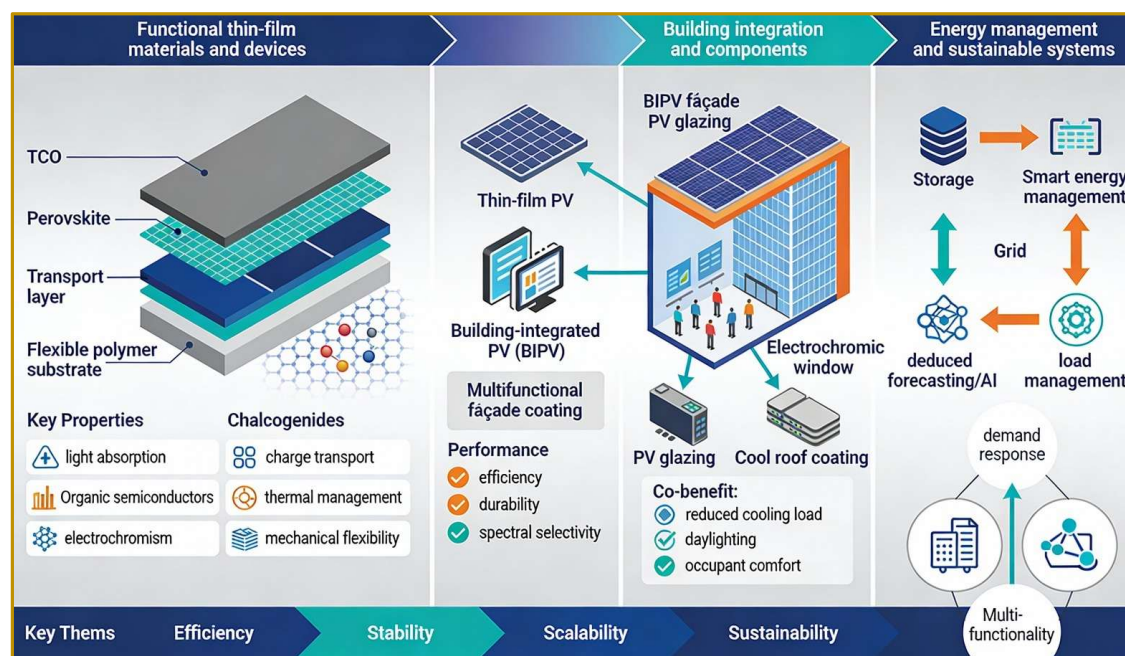 Functional thin-film
materials and devices
Building integration
and components
Energy management
and sustainable systems
TCO
Perovskite
Transport
layer
Flexible polymer
substrate
Key Properties
light absorption
Organic semiconductors
electrochromism
Chalcogenides
charge transport
thermal management
mechanical flexibility
Thin-film PV
Building-integrated
PV (BIPV)
Multifunctional
façade coating
Performance
efficiency
durability
spectral selectivity
BIPV façade
PV glazing
Electrochromic
window
PV glazing
Cool roof coating
Co-benefit:
reduced cooling load
daylighting
occupant comfort
Storage
Smart energy
management
Grid
deduced
forecasting/AI
load
management
demand
response
Multi-
functionality
Key Thems
Efficiency
Stability
Scalability
Sustainability